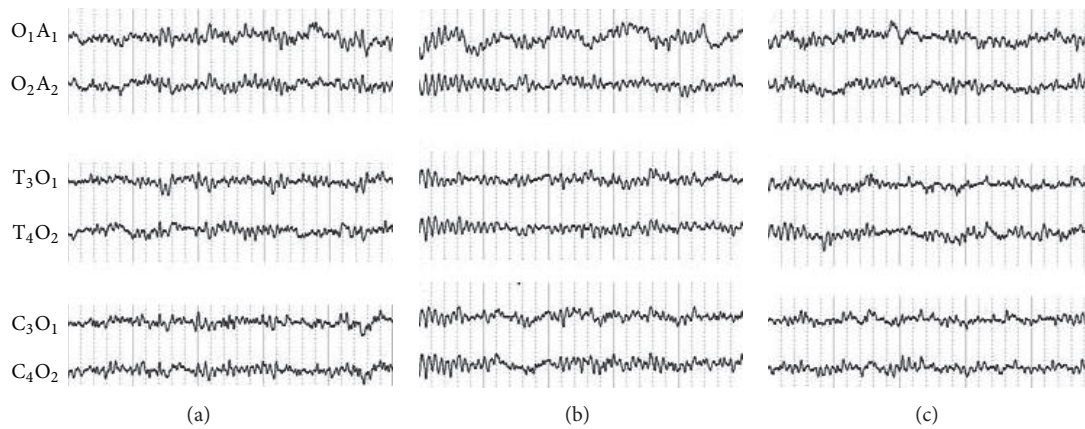 O₁A₁
O₂A₂
T₃O₁
T₄O₂
C₃O₁
C₄O₂
(a) (b) (c)